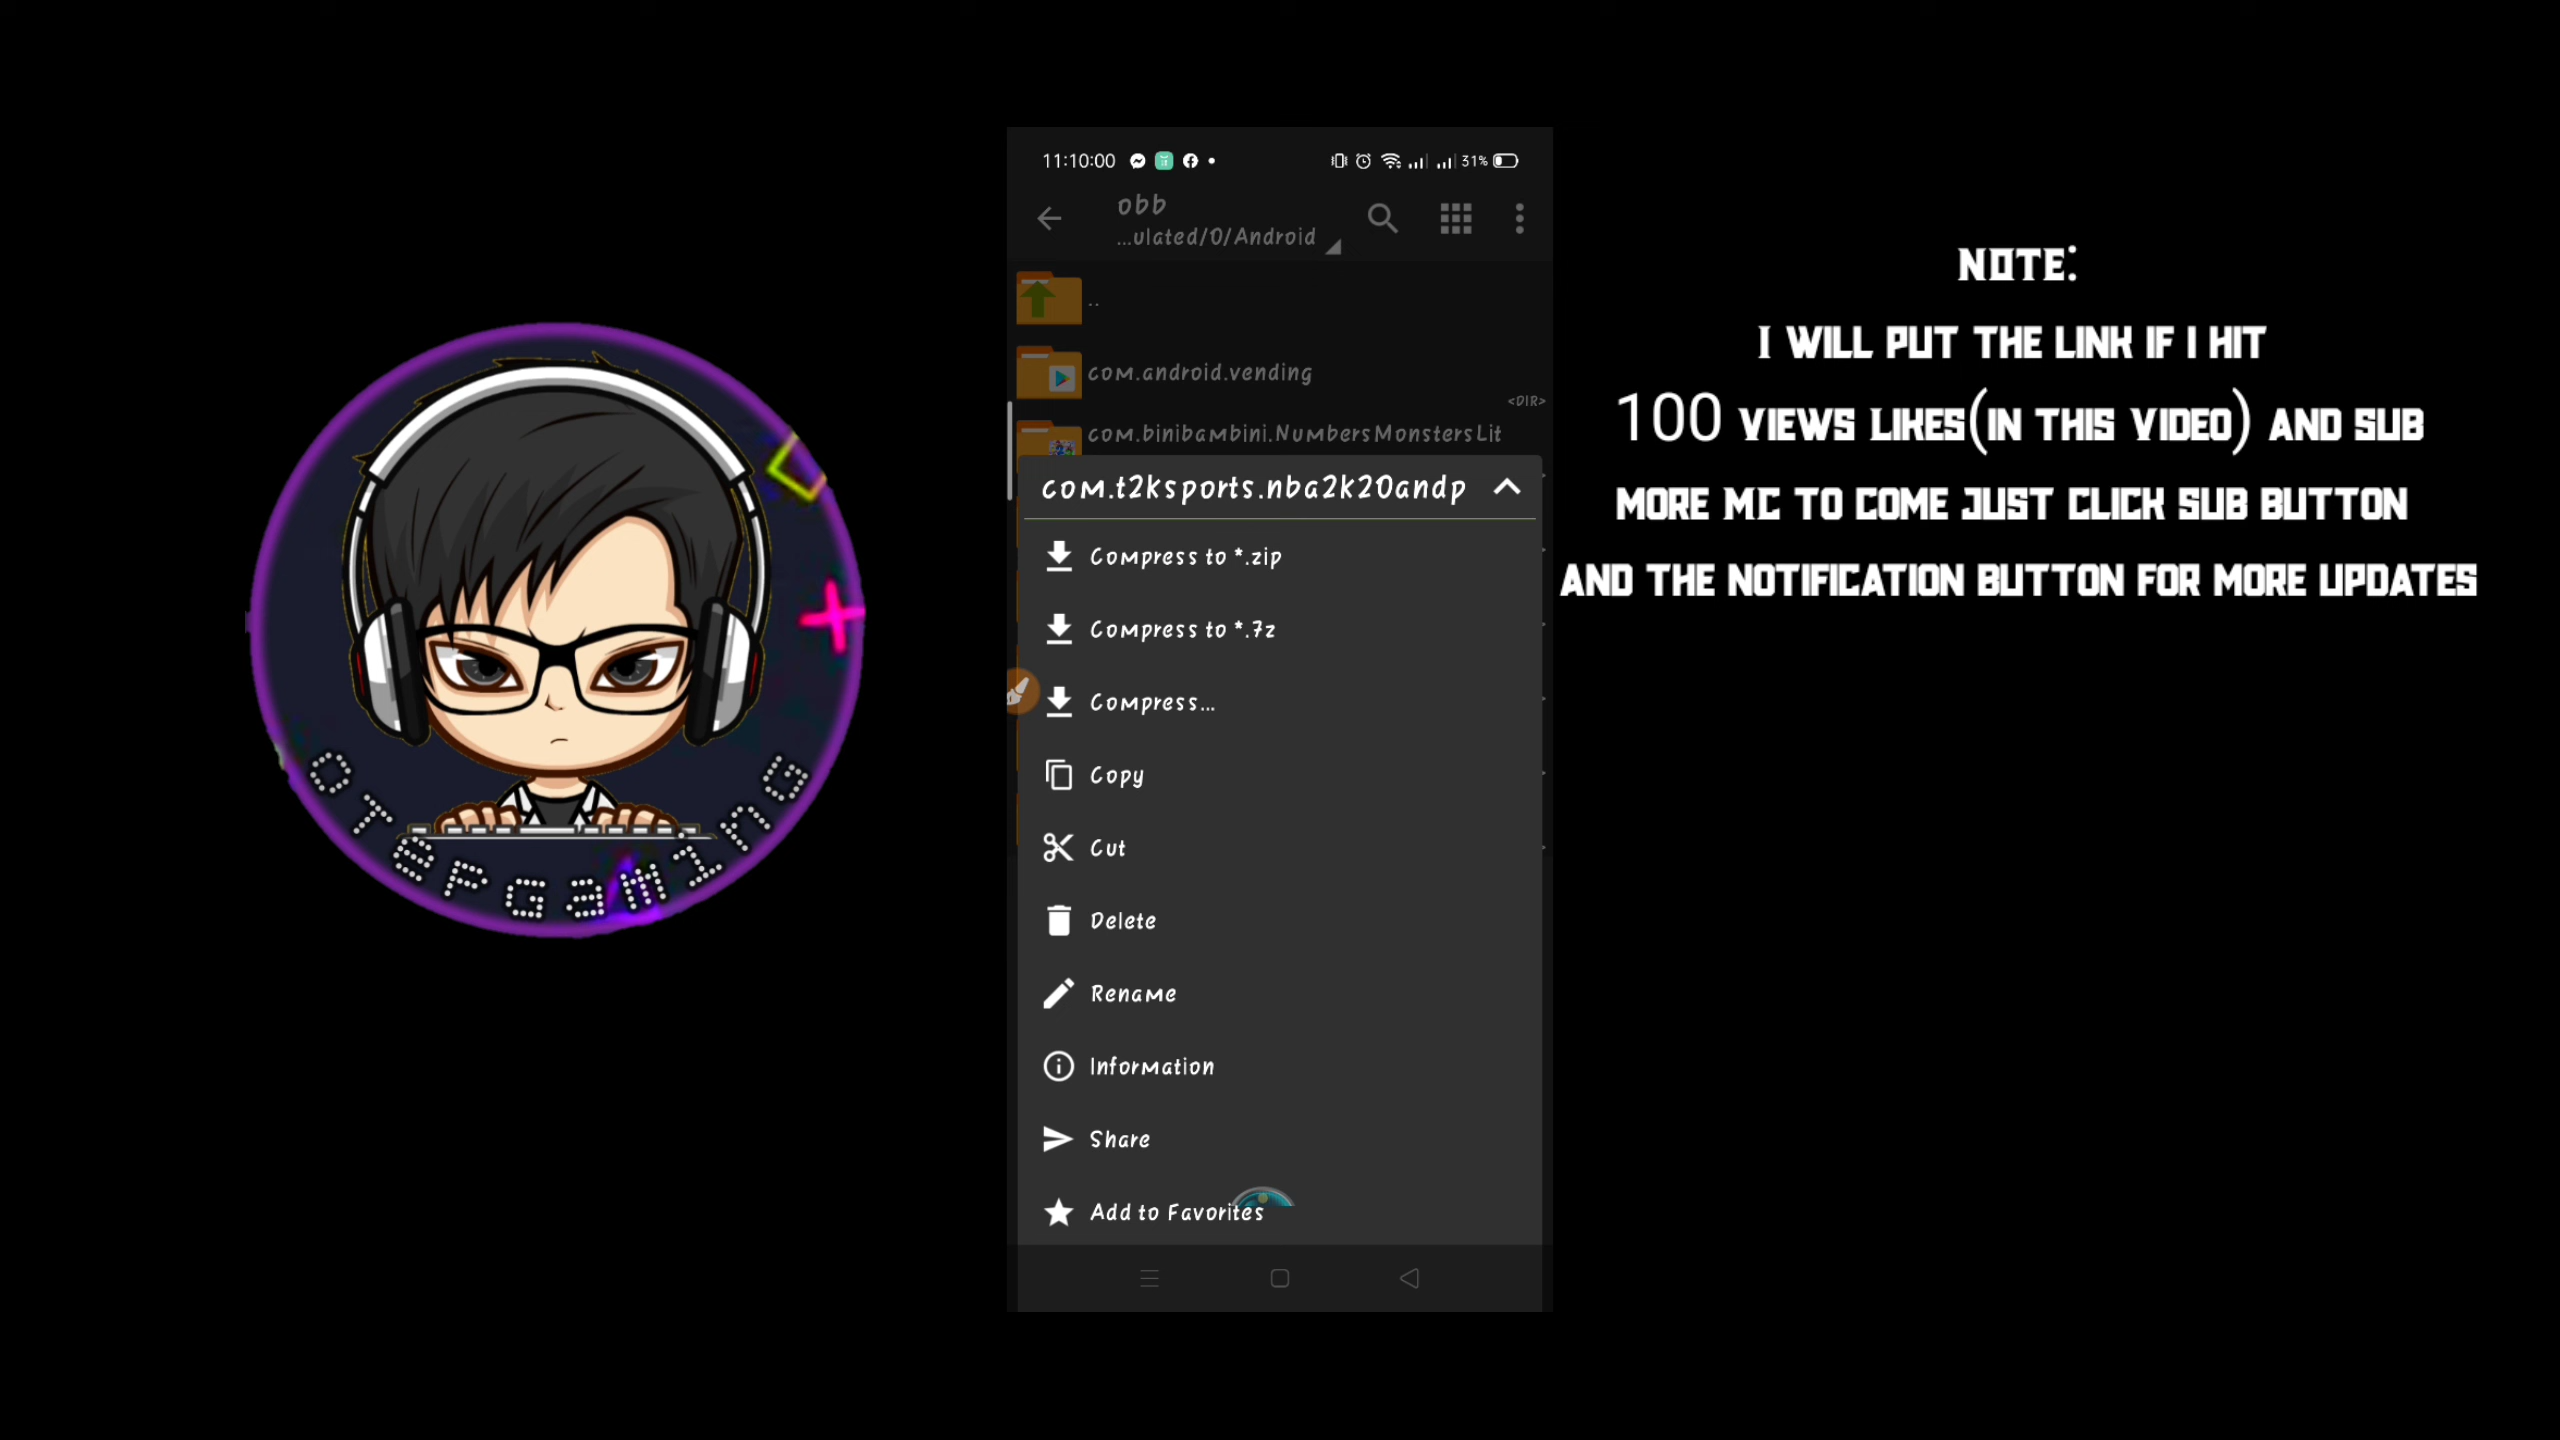 OTEPGaming
11:10:00
31%
obb
...ulated/0/Android
..
com.android.vending
<DIR>
com.binibambini.NumbersMonstersLit
com.t2ksports.nba2k20andp
Compress to *.zip
Compress to *.7z
Compress...
Copy
Cut
Delete
Rename
Information
Share
Add to Favorites
NOTE:
I WILL PUT THE LINK IF I HIT
100 VIEWS LIKES(IN THIS VIDEO) AND SUB
MORE MC TO COME JUST CLICK SUB BUTTON
AND THE NOTIFICATION BUTTON FOR MORE UPDATES